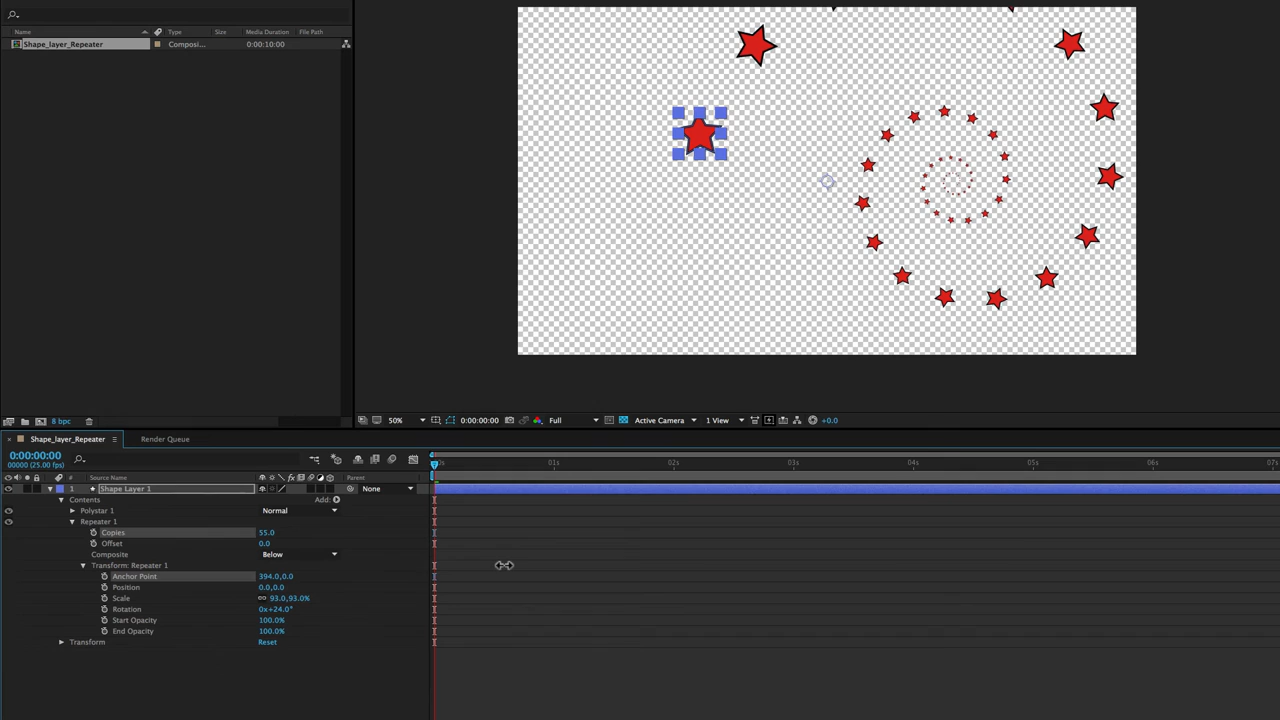 Name Type Size Media Duration File Path
Shape_layer_Repeater Composi... 0:00:10:00
8 bpc
50% 0:00:00:00 Full Active Camera 1 View +0.0
Shape_layer_Repeater Render Queue
0:00:00:00
00000 (25.00 fps)
01s 02s 03s 04s 05s 06s 07s
# Source Name Parent
1 Shape Layer 1 None
Contents Add:
Polystar 1 Normal
Repeater 1
Copies 55.0
Offset 0.0
Composite Below
Transform: Repeater 1
Anchor Point 394.0,0.0
Position 0.0,0.0
Scale 93.0,93.0%
Rotation 0x+24.0°
Start Opacity 100.0%
End Opacity 100.0%
Transform Reset